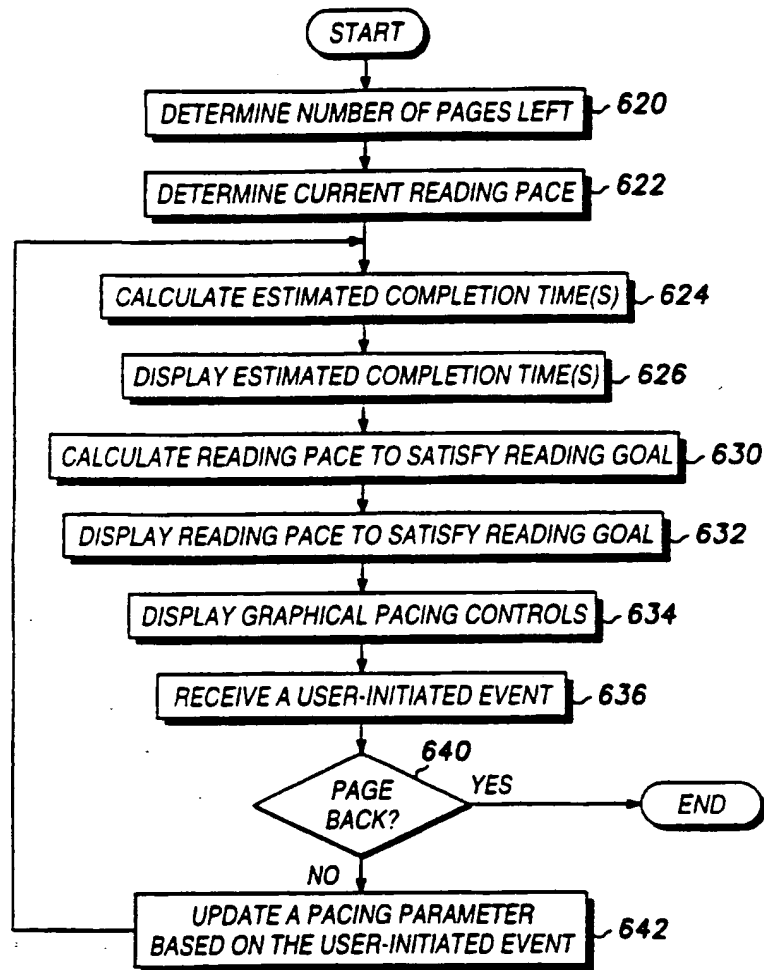 START
DETERMINE NUMBER OF PAGES LEFT 620
DETERMINE CURRENT READING PACE 622
CALCULATE ESTIMATED COMPLETION TIME(S) 624
DISPLAY ESTIMATED COMPLETION TIME(S) 626
CALCULATE READING PACE TO SATISFY READING GOAL 630
DISPLAY READING PACE TO SATISFY READING GOAL 632
DISPLAY GRAPHICAL PACING CONTROLS 634
RECEIVE A USER-INITIATED EVENT 636
640
PAGE
BACK?
YES
END
NO
UPDATE A PACING PARAMETER
BASED ON THE USER-INITIATED EVENT 642